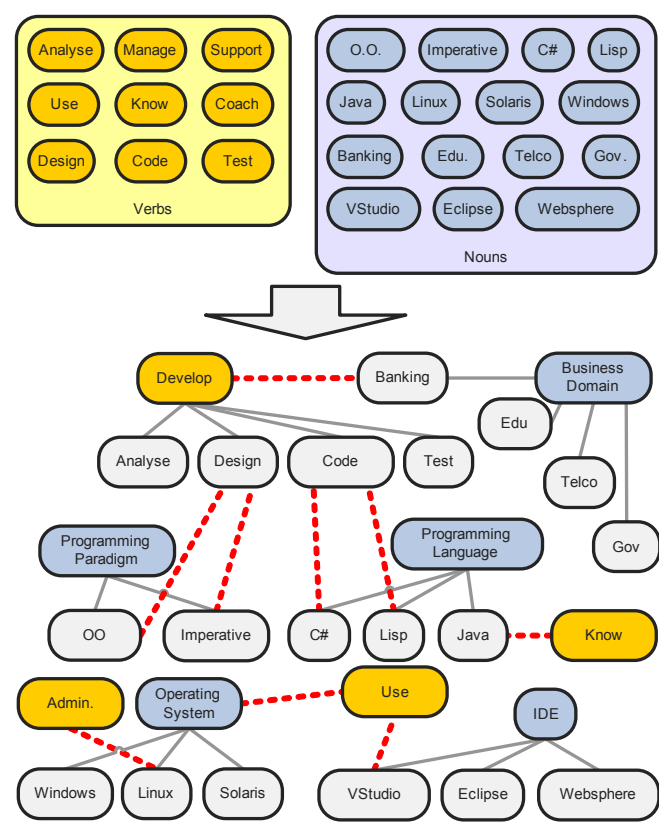 Analyse Manage Support
Use Know Coach
Design Code Test
Verbs
O.O. Imperative C# Lisp
Java Linux Solaris Windows
Banking Edu. Telco Gov.
VStudio Eclipse Websphere
Nouns
Develop Banking Business
Domain
Edu
Analyse Design Code Test
Telco
Programming
Paradigm
Programming
Language
Gov
OO Imperative C# Lisp Java Know
Admin. Operating
System
Use
IDE
Windows Linux Solaris VStudio Eclipse Websphere